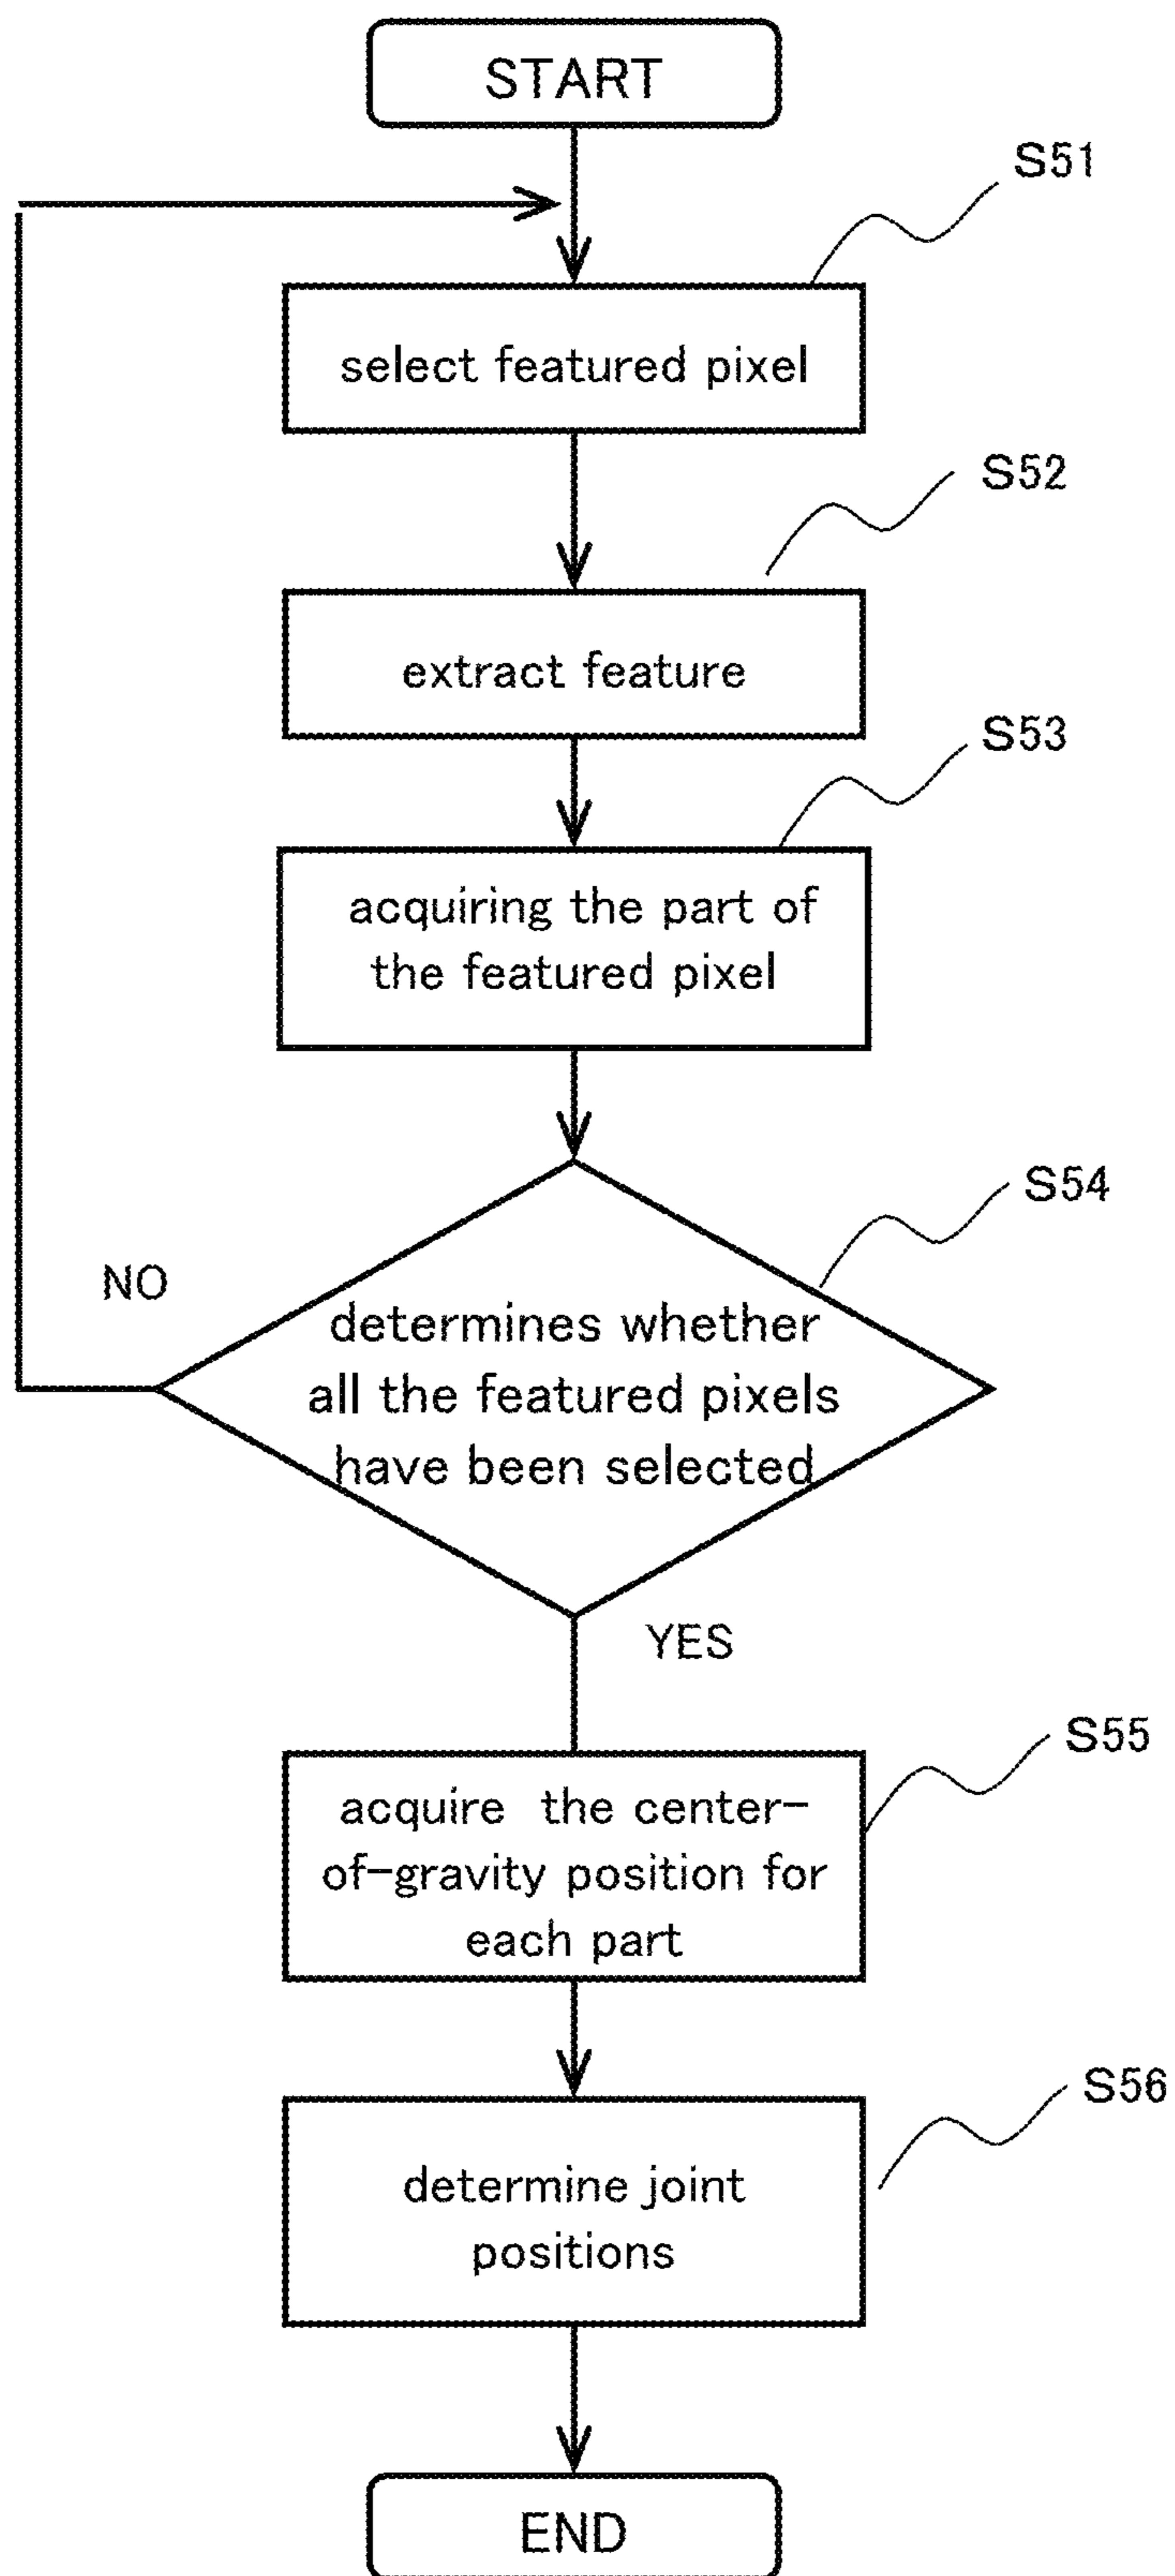 START
S51
select featured pixel
S52
extract feature
S53
acquiring the part of
the featured pixel
S54
NO
determines whether
all the featured pixels
have been selected
YES
S55
acquire the center-
of-gravity position for
each part
S56
determine joint
positions
END